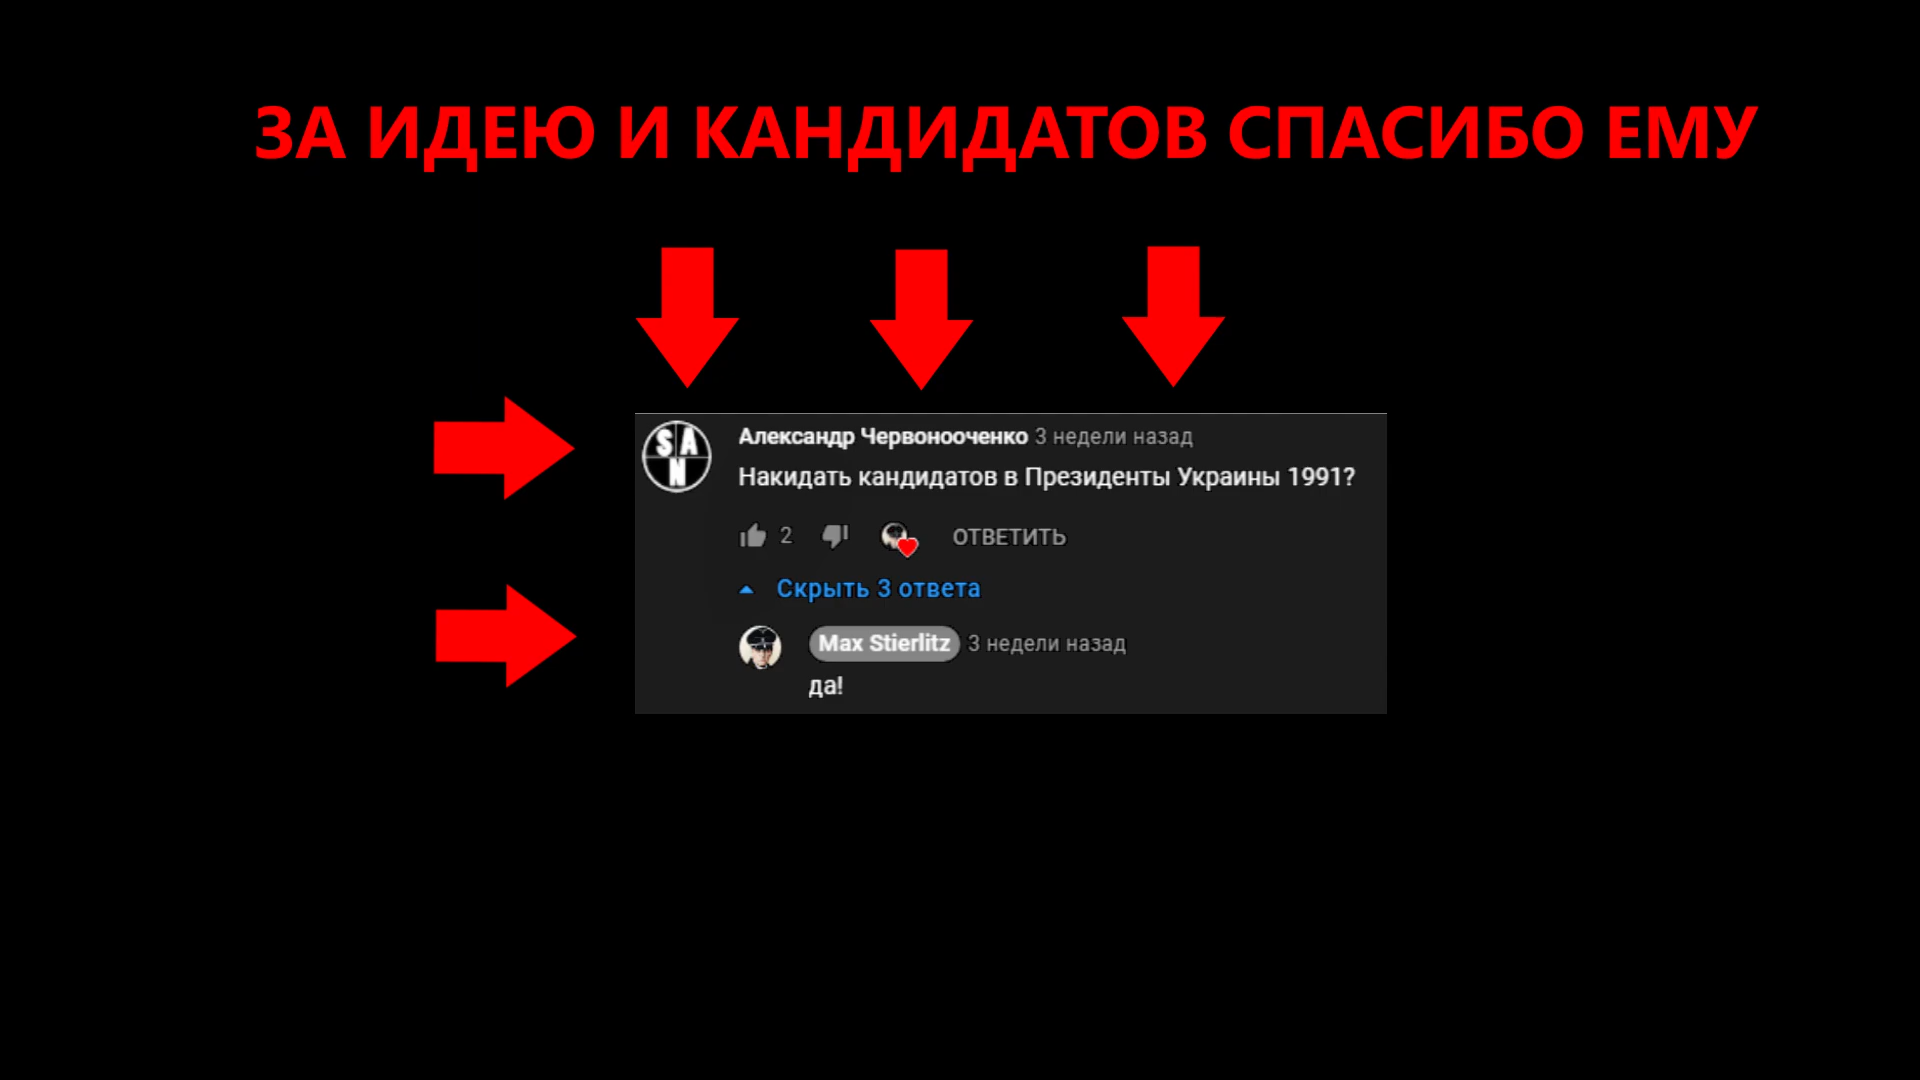 ЗА ИДЕЮ И КАНДИДАТОВ СПАСИБО ЕМУ
SAN
Александр Червонооченко 3 недели назад
Накидать кандидатов в Президенты Украины 1991?
2 ОТВЕТИТЬ
Скрыть 3 ответа
Max Stierlitz 3 недели назад
да!